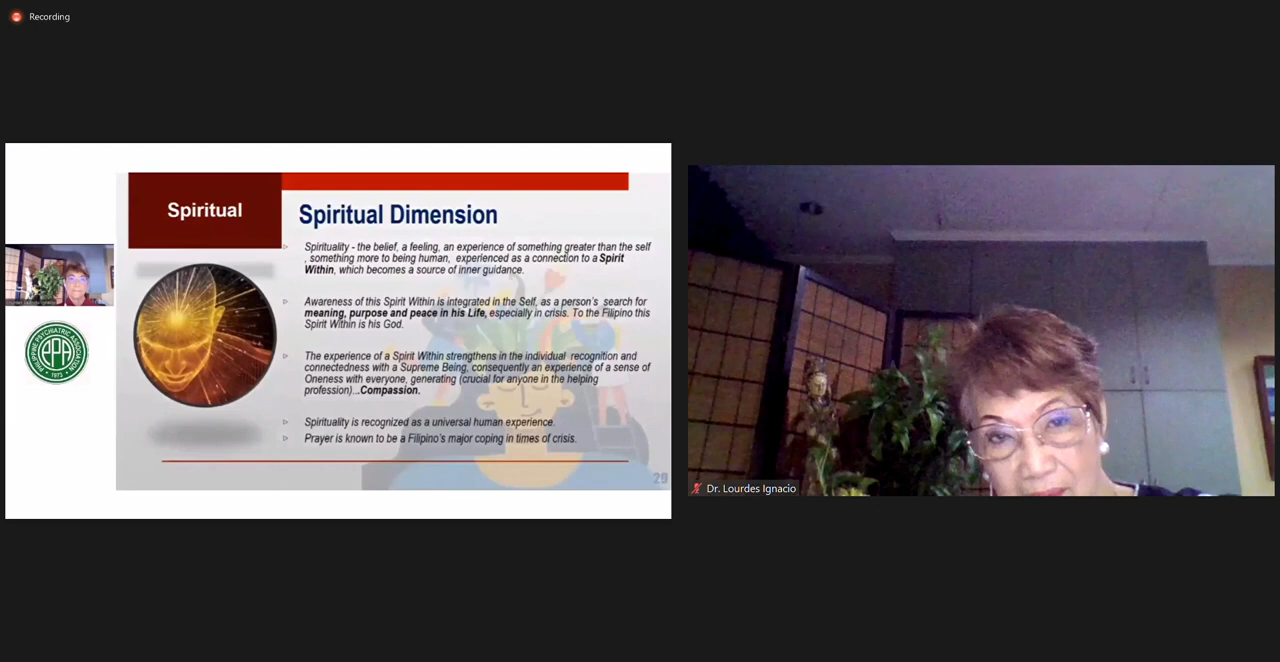 Recording
Spiritual
Spiritual Dimension
Spirituality - the belief, a feeling, an experience of something greater than the self
, something more to being human, experienced as a connection to a Spirit
Within, which becomes a source of inner guidance.
Awareness of this Spirit Within is integrated in the Self, as a person's search for
meaning, purpose and peace in his Life, especially in crisis. To the Filipino this
Spirit Within is his God.
The experience of a Spirit Within strengthens in the individual recognition and
connectedness with a Supreme Being, consequently an experience of a sense of
Oneness with everyone, generating (crucial for anyone in the helping
profession)...Compassion.
Spirituality is recognized as a universal human experience.
Prayer is known to be a Filipino's major coping in times of crisis.
29
PHILIPPINE PSYCHIATRIC ASSOCIATION
PPA
1972
Dr. Lourdes Ignacio